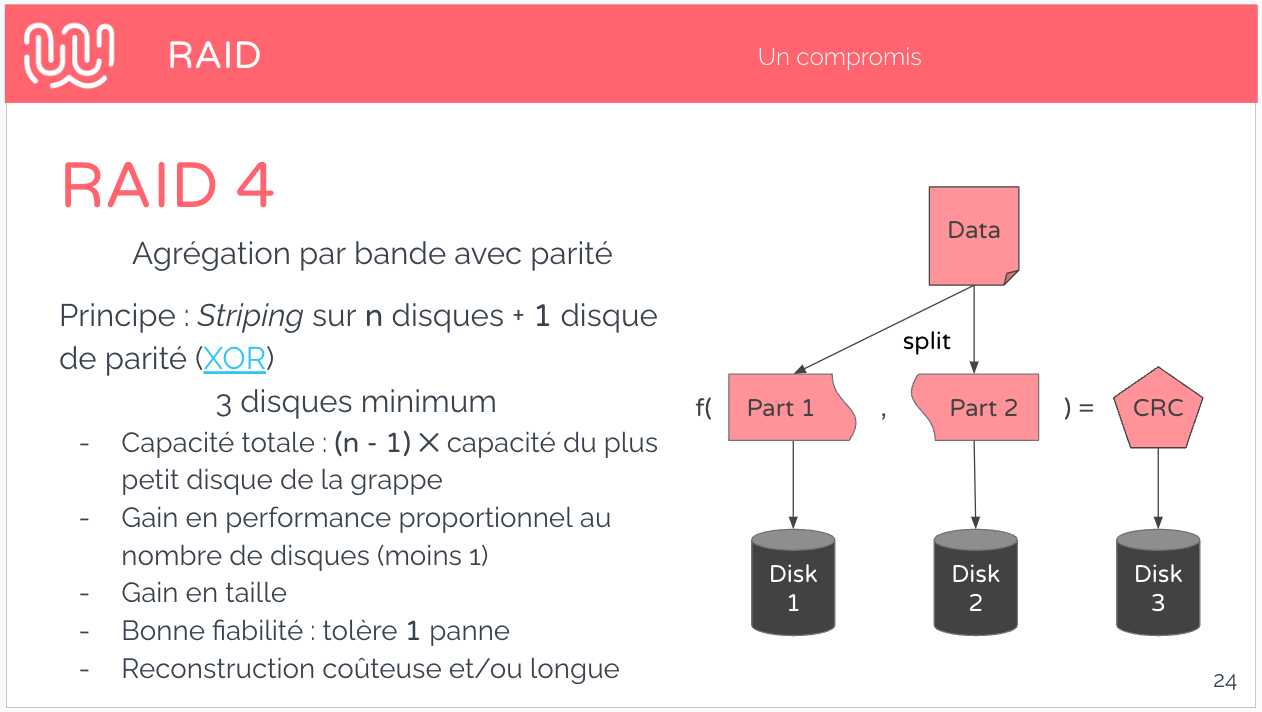 RAID
Un compromis
RAID 4
Agrégation par bande avec parité
Principe : Striping sur n disques + 1 disque
de parité (XOR)
3 disques minimum
- Capacité totale : (n - 1) ✕ capacité du plus
petit disque de la grappe
- Gain en performance proportionnel au
nombre de disques (moins 1)
- Gain en taille
- Bonne fiabilité : tolère 1 panne
- Reconstruction coûteuse et/ou longue
Data
split
f( Part 1 , Part 2 ) = CRC
Disk
1
Disk
2
Disk
3
24